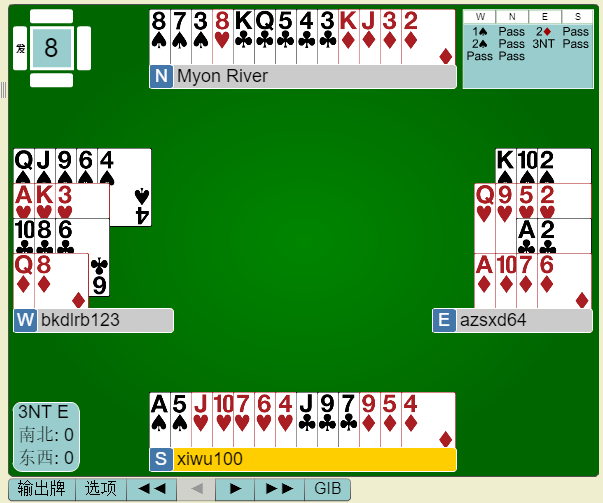 发
8
8 7 3 8 K Q 5 4 3 K J 3 2
N Myon River
W N E S
1♠ Pass 2♦ Pass
2♠ Pass 3NT Pass
Pass Pass
Q J 9 6 4
A K 3
4
10 8 6
Q 8
9
W bkdlrb123
K 10 2
Q 9 5 2
A 2
A 10 7 6
E azsxd64
A 5 J 10 7 6 4 J 9 7 9 5 4
S xiwu100
3NT E
南北: 0
东西: 0
输出牌 选项 ◄◄ ◄ ► ►► GIB